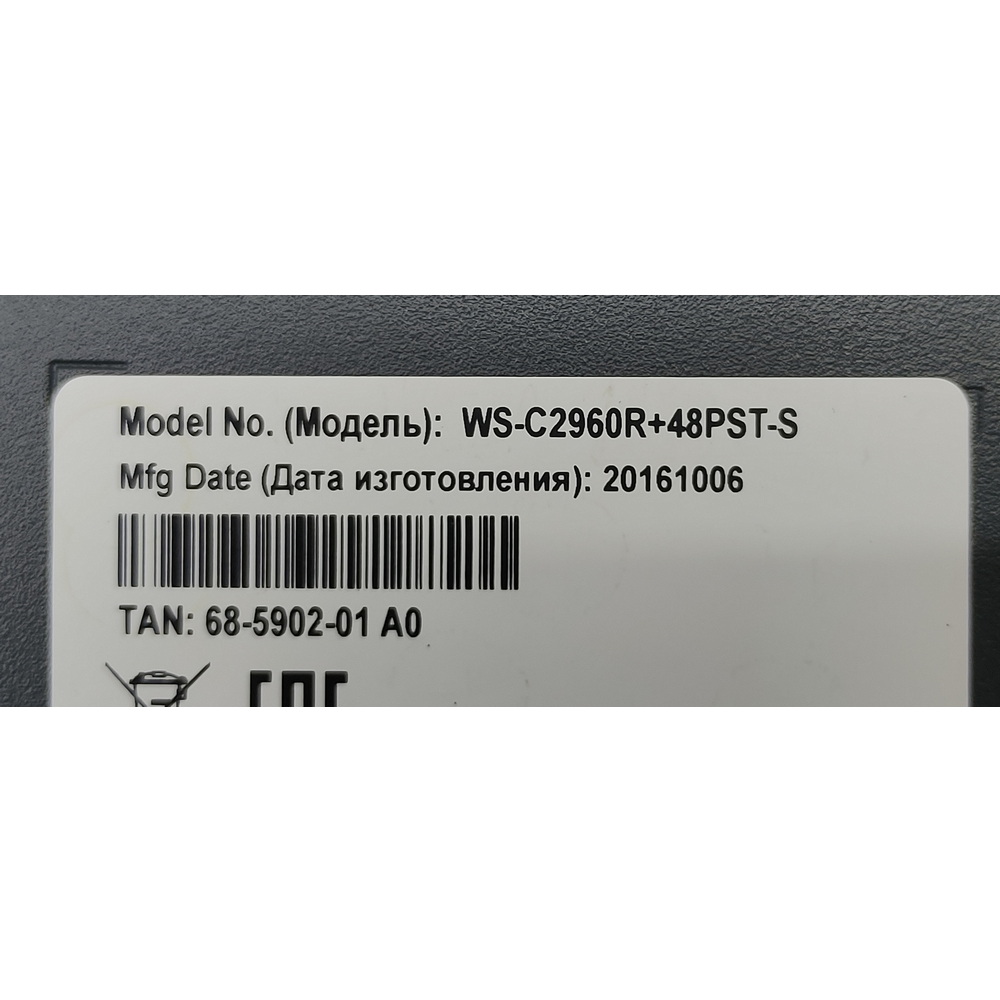 Model No. (Модель): WS-C2960R+48PST-S
Mfg Date (Дата изготовления): 20161006
TAN: 68-5902-01 A0